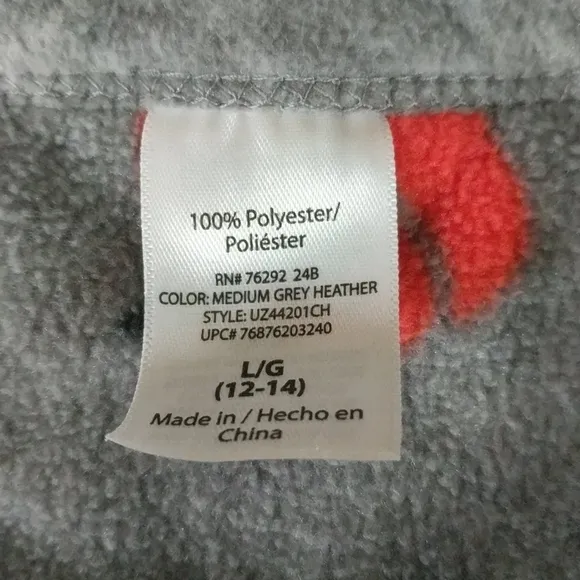 100% Polyester/
Poliéster
RN# 76292 24B
COLOR: MEDIUM GREY HEATHER
STYLE: UZ44201CH
UPC# 76876203240
L/G
(12-14)
Made in / Hecho en
China